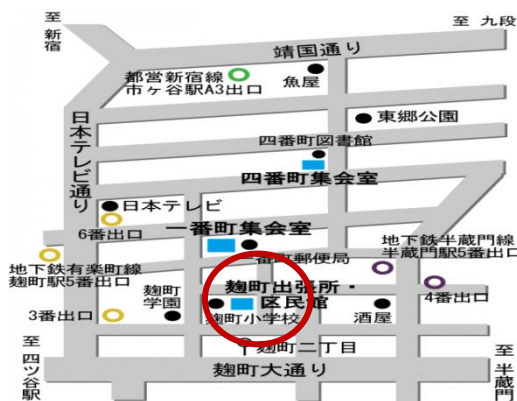 至 新宿
至 九段
靖国通り
都営新宿線
市ヶ谷駅A3出口
魚屋
東郷公園
日本テレビ通り
四番町図書館
四番町集会室
日本テレビ
6番出口
一番町集会室
一番町郵便局
地下鉄半蔵門線
半蔵門駅5番出口
地下鉄有楽町線
麹町駅5番出口
麹町
学園
麹町出張所・
区民館
4番出口
3番出口
麹町小学校
酒屋
麹町二丁目
至 四ツ谷駅
麹町大通り
至 半蔵門